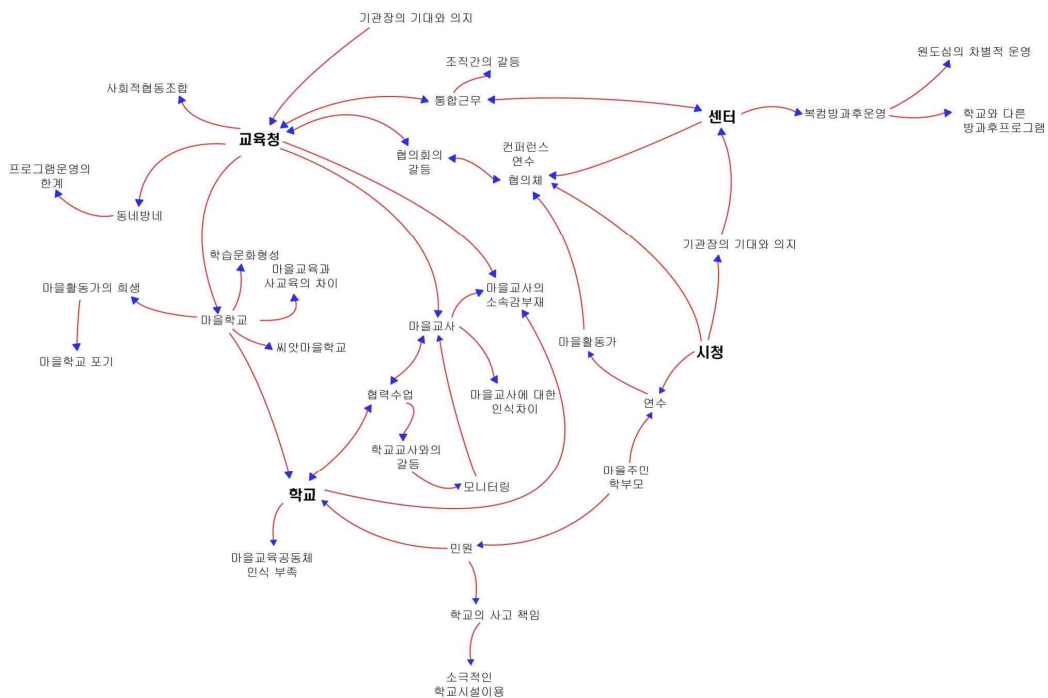 기관장의 기대와 의지
원도심의 차별적 운영
조직간의 갈등
사회적협동조합
통합근무
복컴방과후운영
학교와 다른
방과후프로그램
센터
교육청
컨퍼런스
연수
협의회의
갈등
협의체
프로그램운영의
한계
동네방네
기관장의 기대와 의지
학습문화형성
마을교육과
사교육의 차이
마을활동가의 희생
마을교사의
소속감부재
마을학교
마을교사
마을활동가
씨앗마을학교
시청
마을학교 포기
협력수업
마을교사에 대한
인식차이
연수
학교교사와의
갈등
마을주민
학부모
모니터링
학교
민원
마을교육공동체
인식 부족
학교의 사고 책임
소극적인
학교시설이용